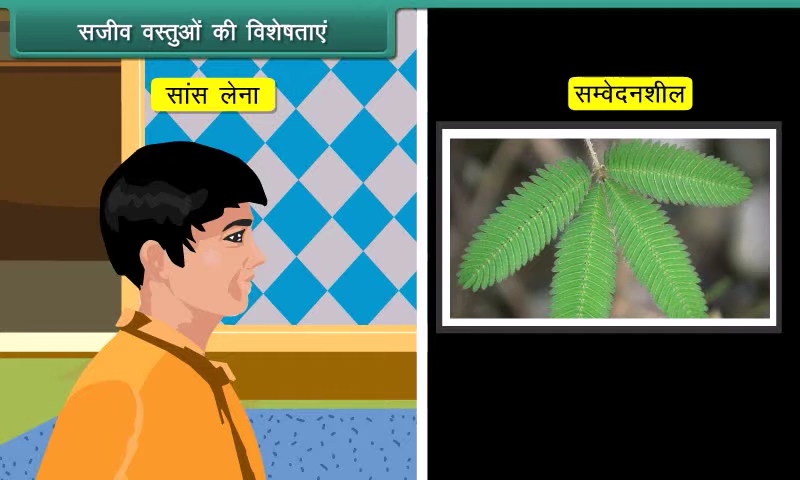 सजीव वस्तुओं की विशेषताएं
सांस लेना
सम्वेदनशील